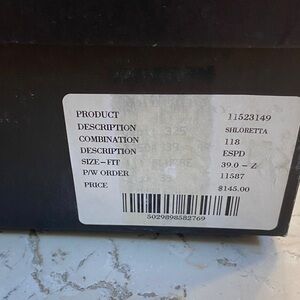 PRODUCT 11523149
DESCRIPTION SHLORETTA
COMBINATION 118
DESCRIPTION ESPD
SIZE-FIT 39.0 - Z
P/W ORDER 11587
PRICE $145.00
5029898582769